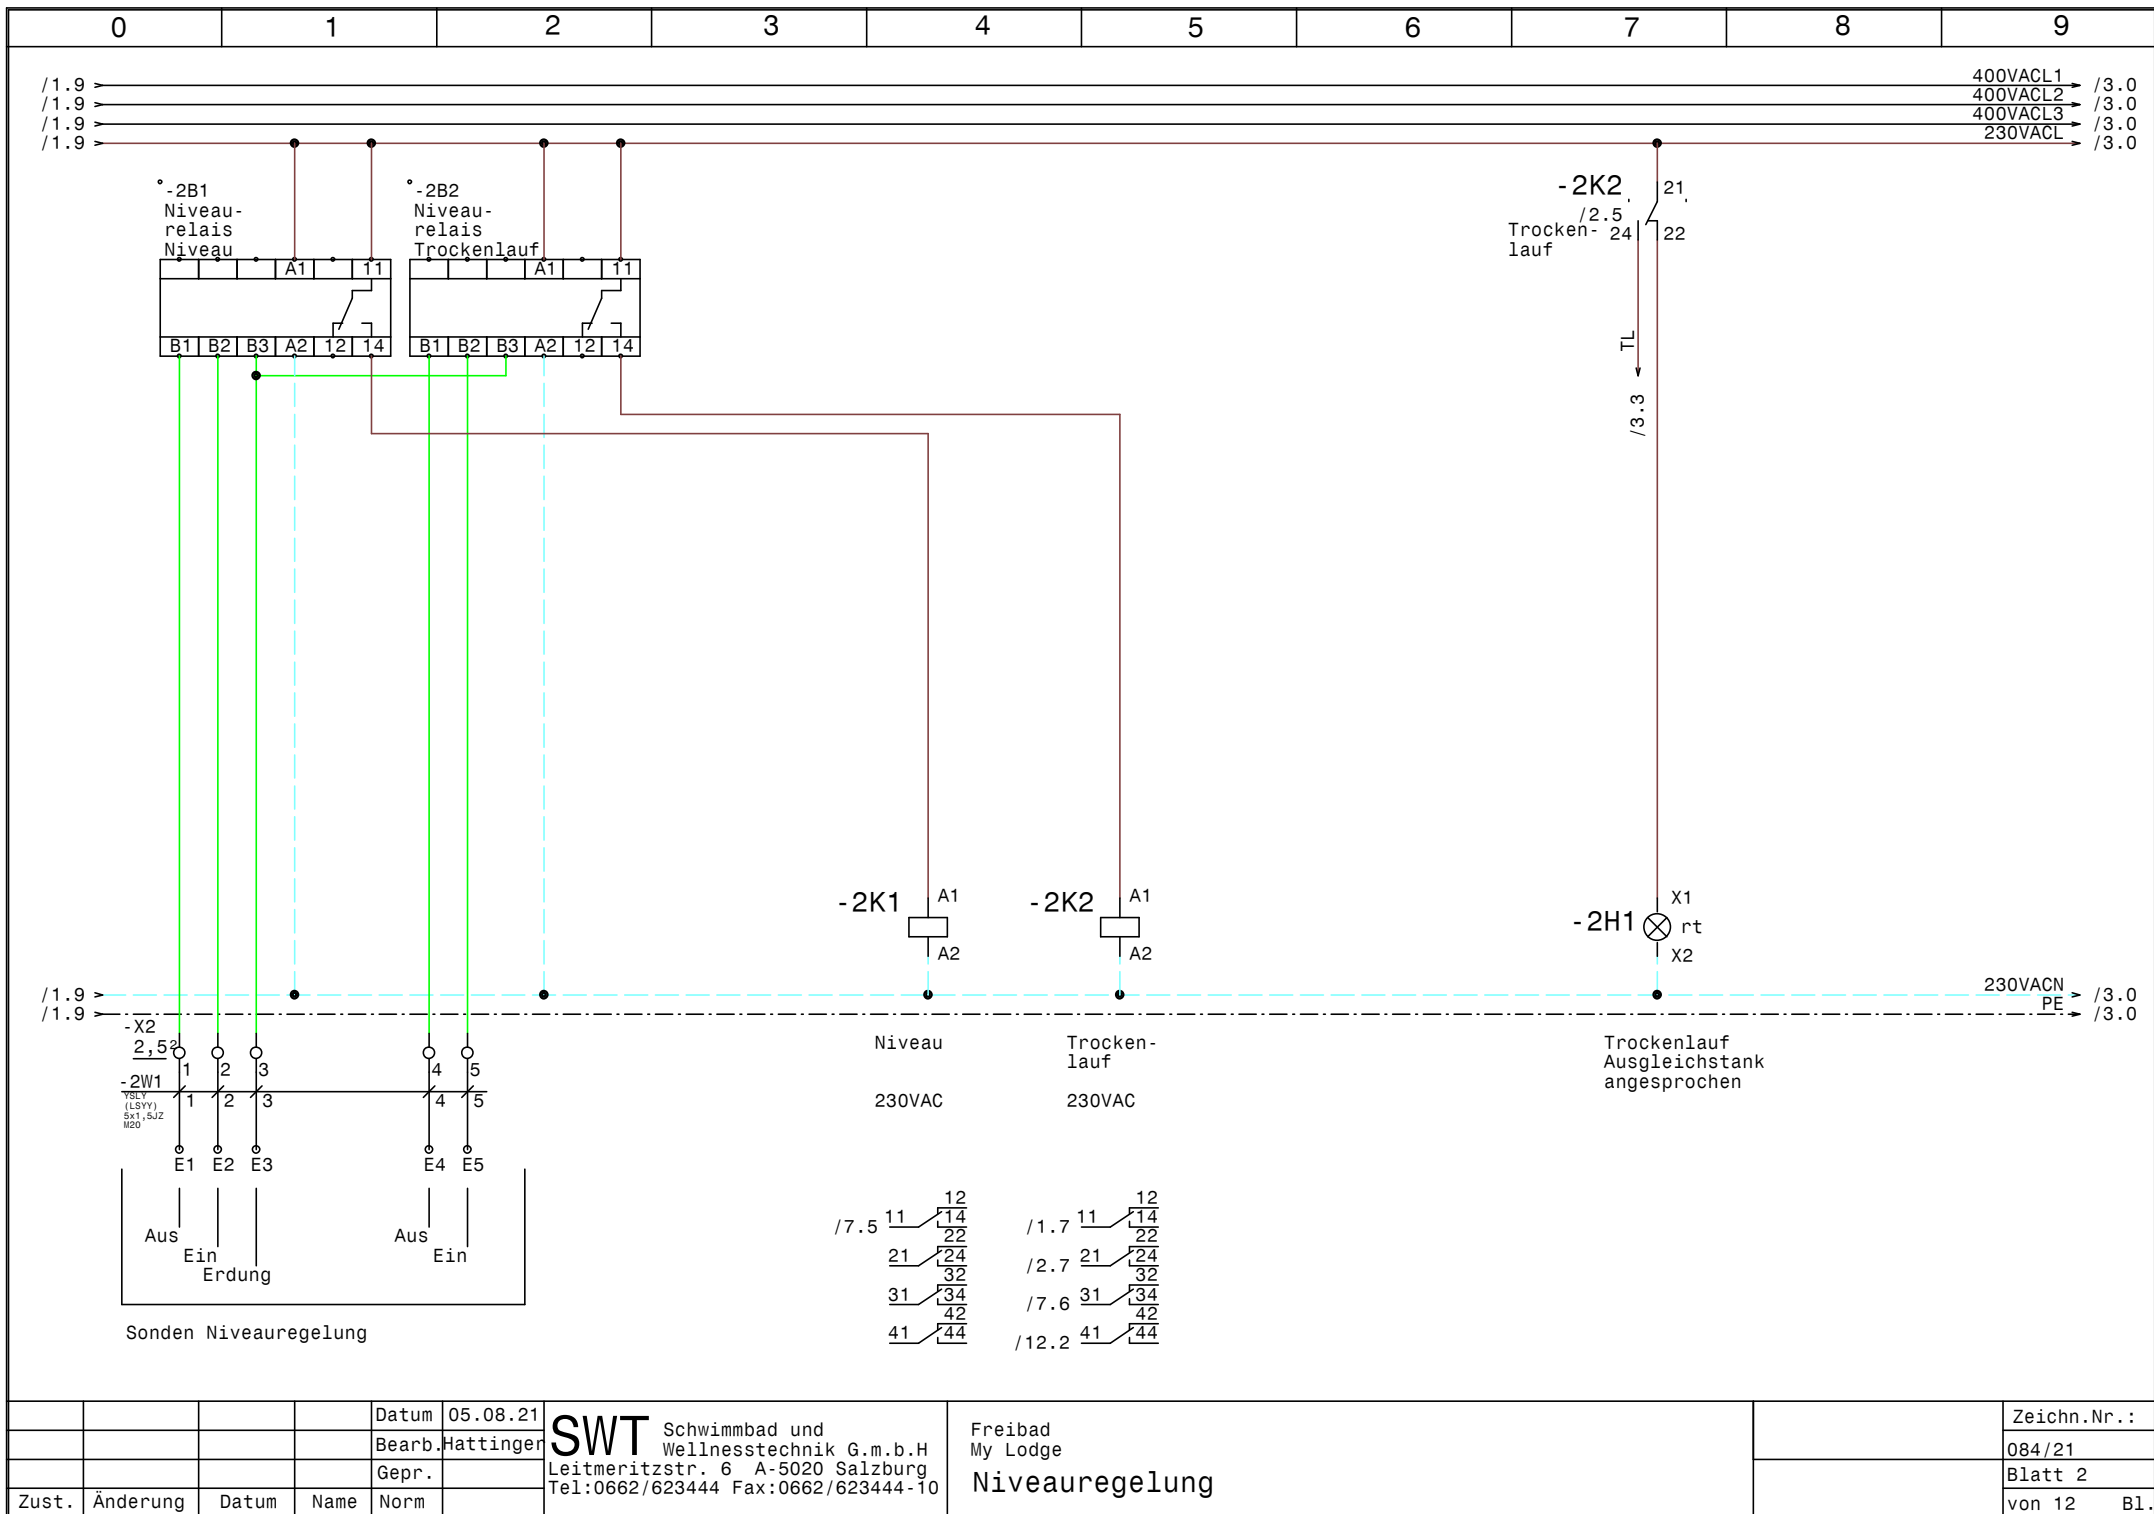 0 1 2 3 4 5 6 7 8 9
/1.9 400VACL1 /3.0
/1.9 400VACL2 /3.0
/1.9 400VACL3 /3.0
/1.9 230VACL /3.0
-2B1
Niveau-
relais
Niveau
-2B2
Niveau-
relais
Trockenlauf
-2K2
/2.5
Trocken-
lauf
21
24 22
A1 11
B1 B2 B3 A2 12 14
A1 11
B1 B2 B3 A2 12 14
TL
/3.3
-2K1 A1
A2
-2K2 A1
A2
-2H1 X1
rt
X2
/1.9 230VACN /3.0
/1.9 PE /3.0
-X2
2,5²
1 2 3 4 5
-2W1
YSLY
(LSYY)
5x1,5JZ
M20
1 2 3 4 5
E1 E2 E3 E4 E5
Aus
Ein
Erdung
Aus
Ein
Sonden Niveauregelung
Niveau
230VAC
Trocken-
lauf
230VAC
Trockenlauf
Ausgleichstank
angesprochen
12
/7.5 11 14
22
21 24
32
31 34
42
41 44
12
/1.7 11 14
22
/2.7 21 24
32
/7.6 31 34
42
/12.2 41 44
Datum 05.08.21
Bearb. Hattinger
Gepr.
Zust. Änderung Datum Name Norm
SWT Schwimmbad und
Wellnesstechnik G.m.b.H
Leitmeritzstr. 6 A-5020 Salzburg
Tel:0662/623444 Fax:0662/623444-10
Freibad
My Lodge
Niveauregelung
Zeichn.Nr.:
084/21
Blatt 2
von 12 Bl.